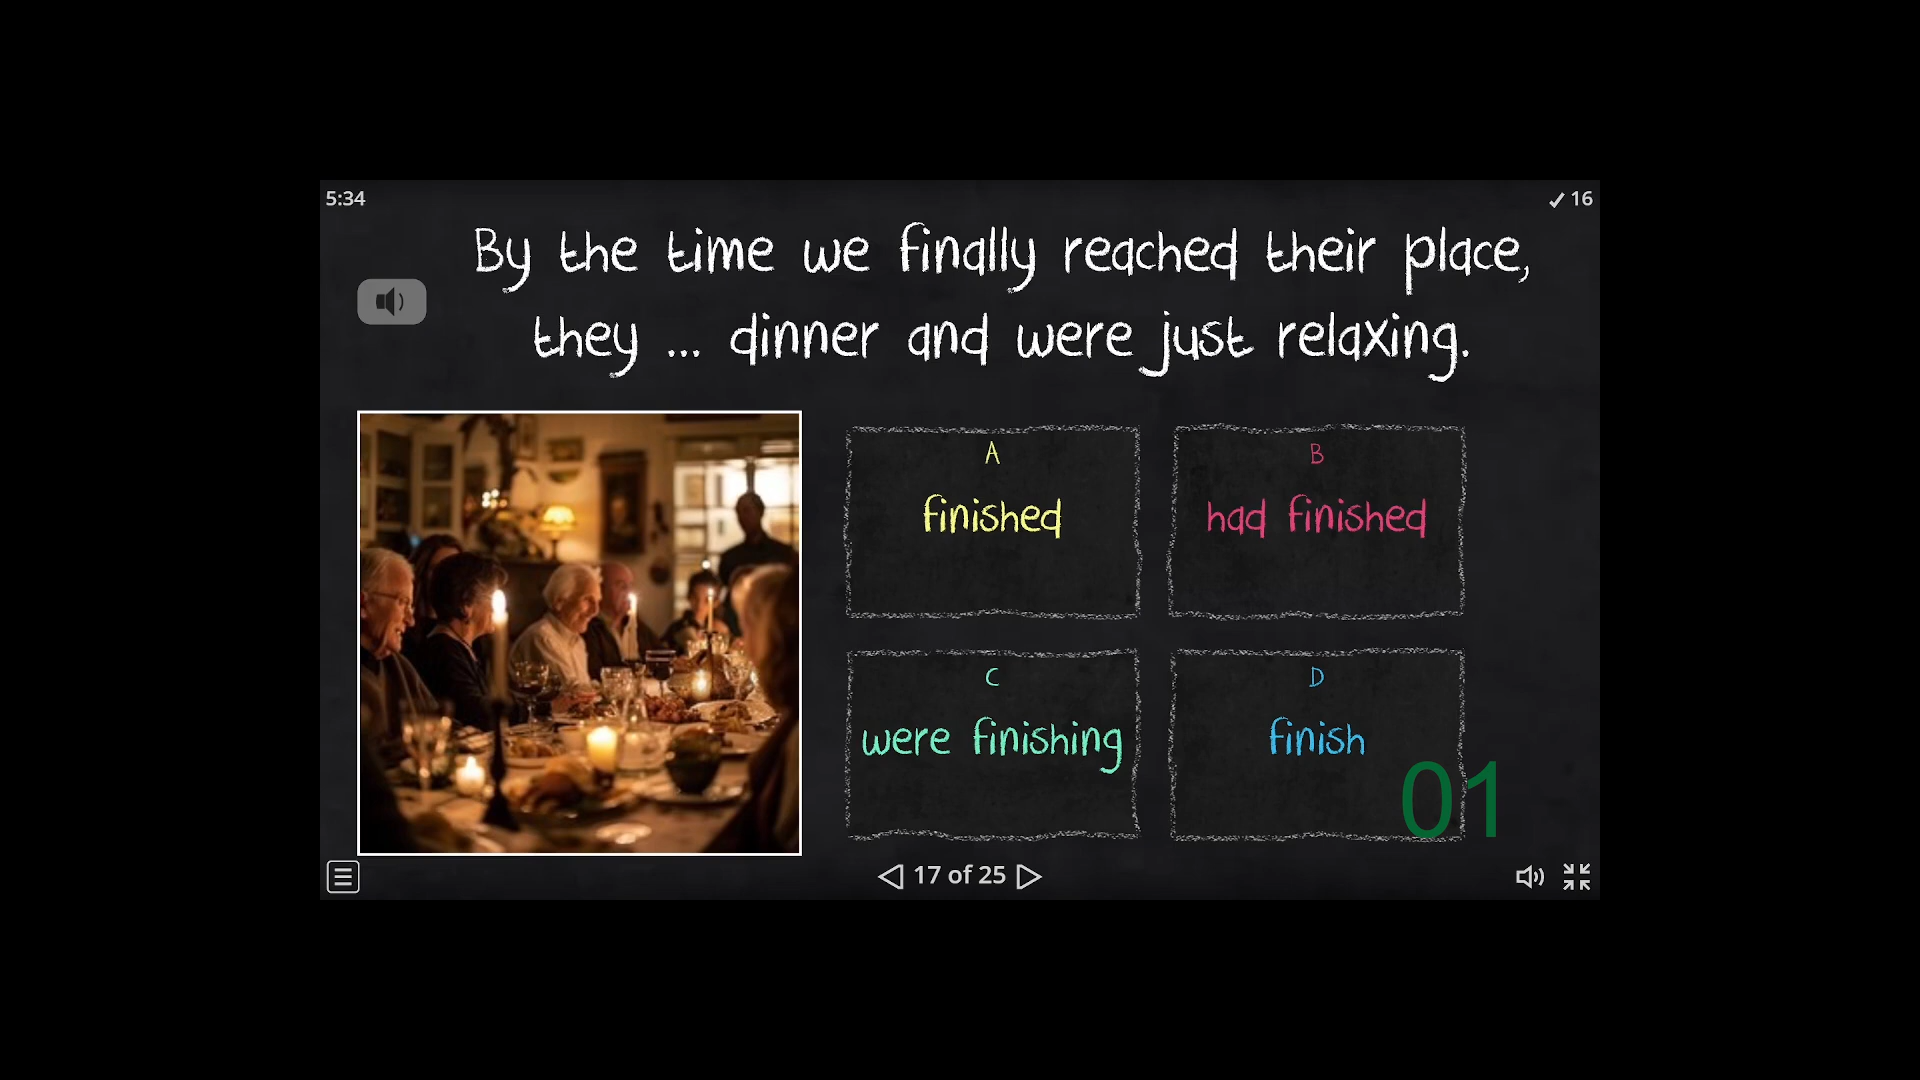 5:34
✓ 16
By the time we finally reached their place,
they ... dinner and were just relaxing.
A
finished
B
had finished
C
were finishing
D
finish
01
17 of 25